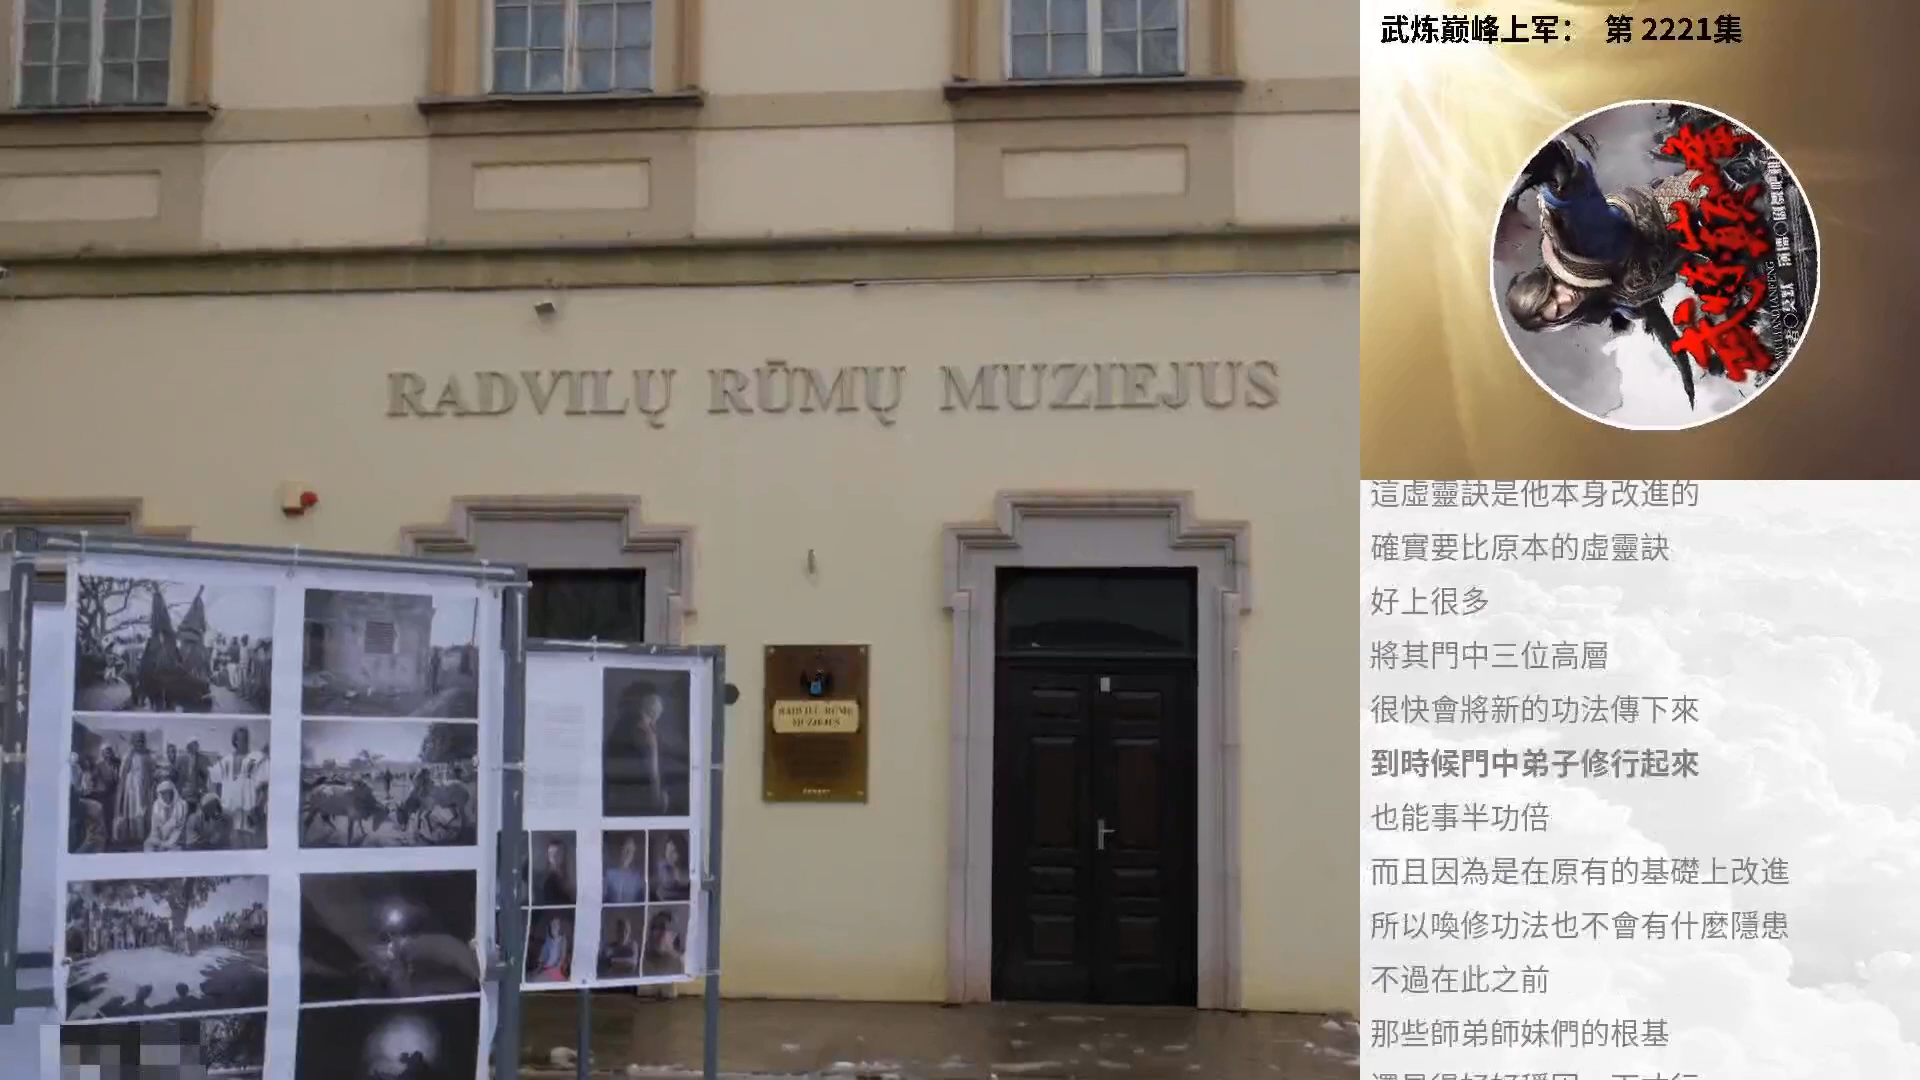 RADVILŲ RŪMŲ MUZIEJUS
RADVILŲ RŪMŲ
MUZIEJUS
武炼巅峰上军： 第 2221集
這虛靈訣是他本身改進的
確實要比原本的虛靈訣
好上很多
將其門中三位高層
很快會將新的功法傳下來
到時候門中弟子修行起來
也能事半功倍
而且因為是在原有的基礎上改進
所以喚修功法也不會有什麼隱患
不過在此之前
那些師弟師妹們的根基